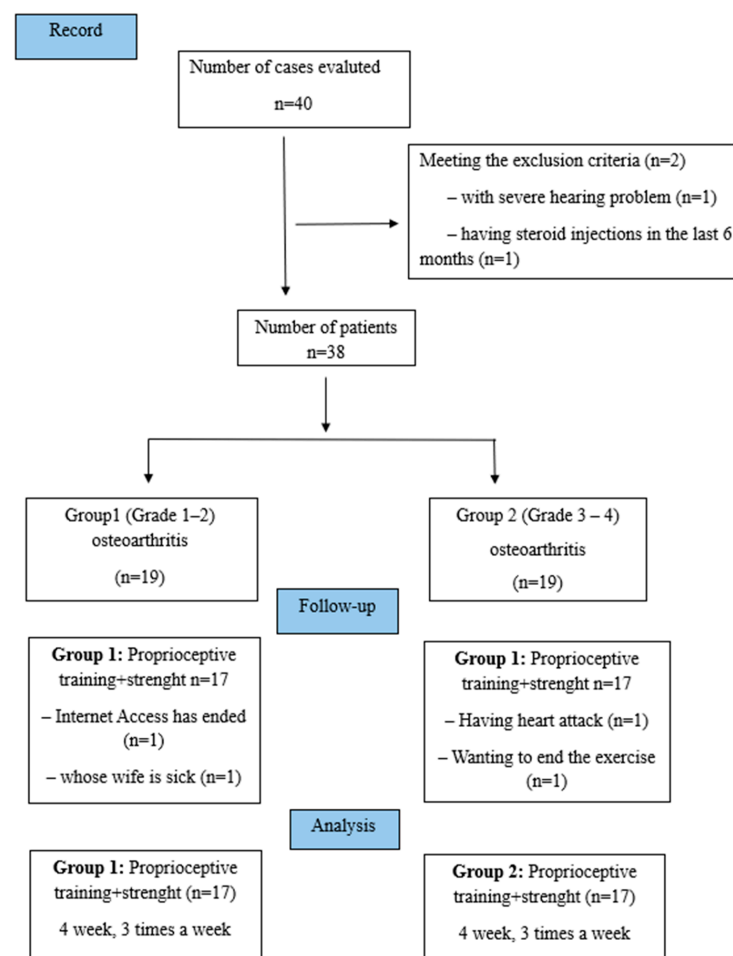 Record
Number of cases evaluted
n=40
Meeting the exclusion criteria (n=2)
– with severe hearing problem (n=1)
– having steroid injections in the last 6
months (n=1)
Number of patients
n=38
Group1 (Grade 1–2)
osteoarthritis
(n=19)
Group 2 (Grade 3 – 4)
osteoarthritis
(n=19)
Follow-up
Group 1: Proprioceptive
training+strenght n=17
– Internet Access has ended
(n=1)
– whose wife is sick (n=1)
Group 1: Proprioceptive
training+strenght n=17
– Having heart attack (n=1)
– Wanting to end the exercise
(n=1)
Analysis
Group 1: Proprioceptive
training+strenght (n=17)
4 week, 3 times a week
Group 2: Proprioceptive
training+strenght (n=17)
4 week, 3 times a week